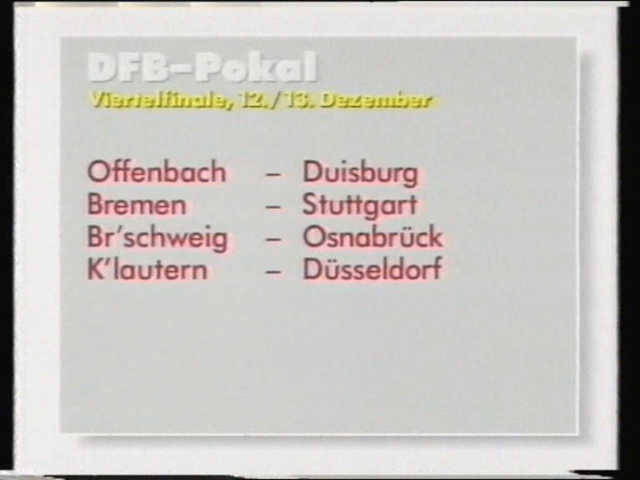 DFB-Pokal
Viertelfinale, 12./13. Dezember
Offenbach – Duisburg
Bremen – Stuttgart
Br'schweig – Osnabrück
K'lautern – Düsseldorf